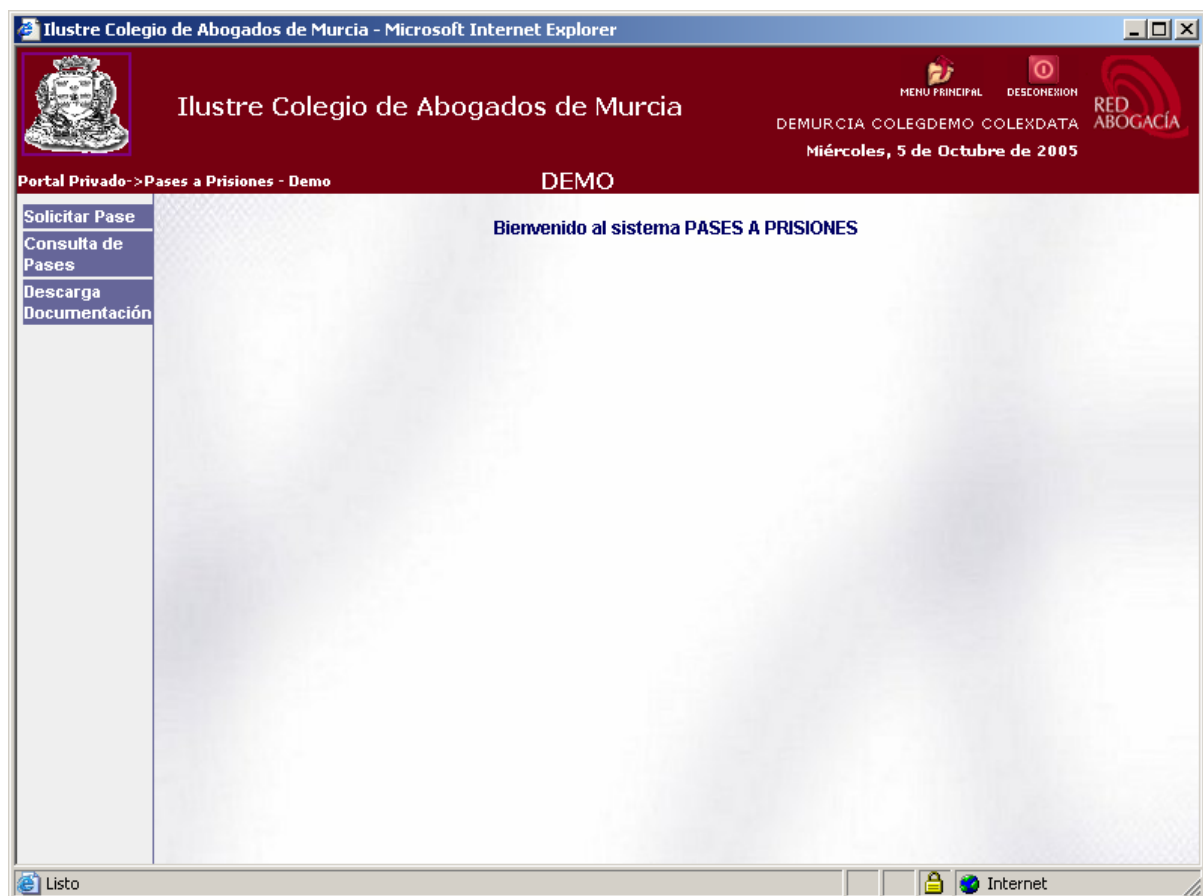 Ilustre Colegio de Abogados de Murcia - Microsoft Internet Explorer
Ilustre Colegio de Abogados de Murcia
MENU PRINCIPAL
DESCONEXION
DEMURCIA COLEGDEMO COLEXDATA
RED
ABOGACÍA
Miércoles, 5 de Octubre de 2005
Portal Privado->Pases a Prisiones - Demo
DEMO
Solicitar Pase
Consulta de
Pases
Descarga
Documentación
Bienvenido al sistema PASES A PRISIONES
Listo
Internet